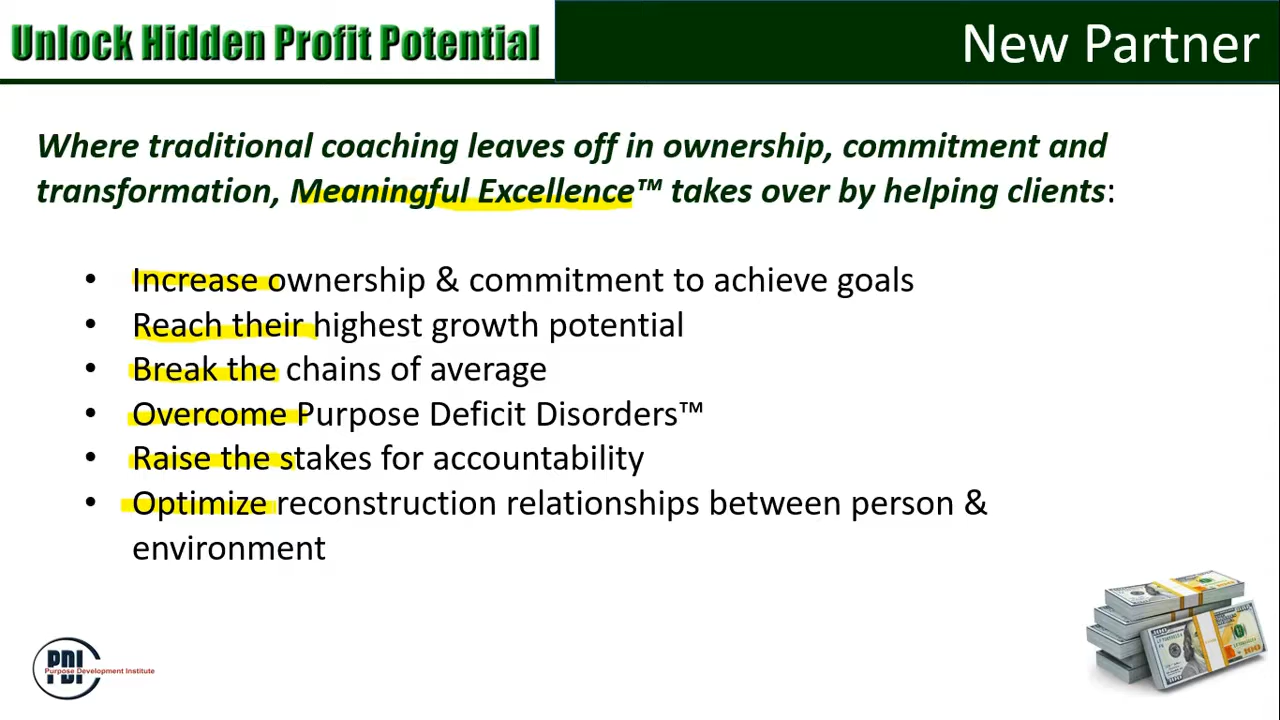 Unlock Hidden Profit Potential
New Partner
Where traditional coaching leaves off in ownership, commitment and
transformation, Meaningful Excellence™ takes over by helping clients:
• Increase ownership & commitment to achieve goals
• Reach their highest growth potential
• Break the chains of average
• Overcome Purpose Deficit Disorders™
• Raise the stakes for accountability
• Optimize reconstruction relationships between person &
environment
PDI
Purpose Development Institute
100